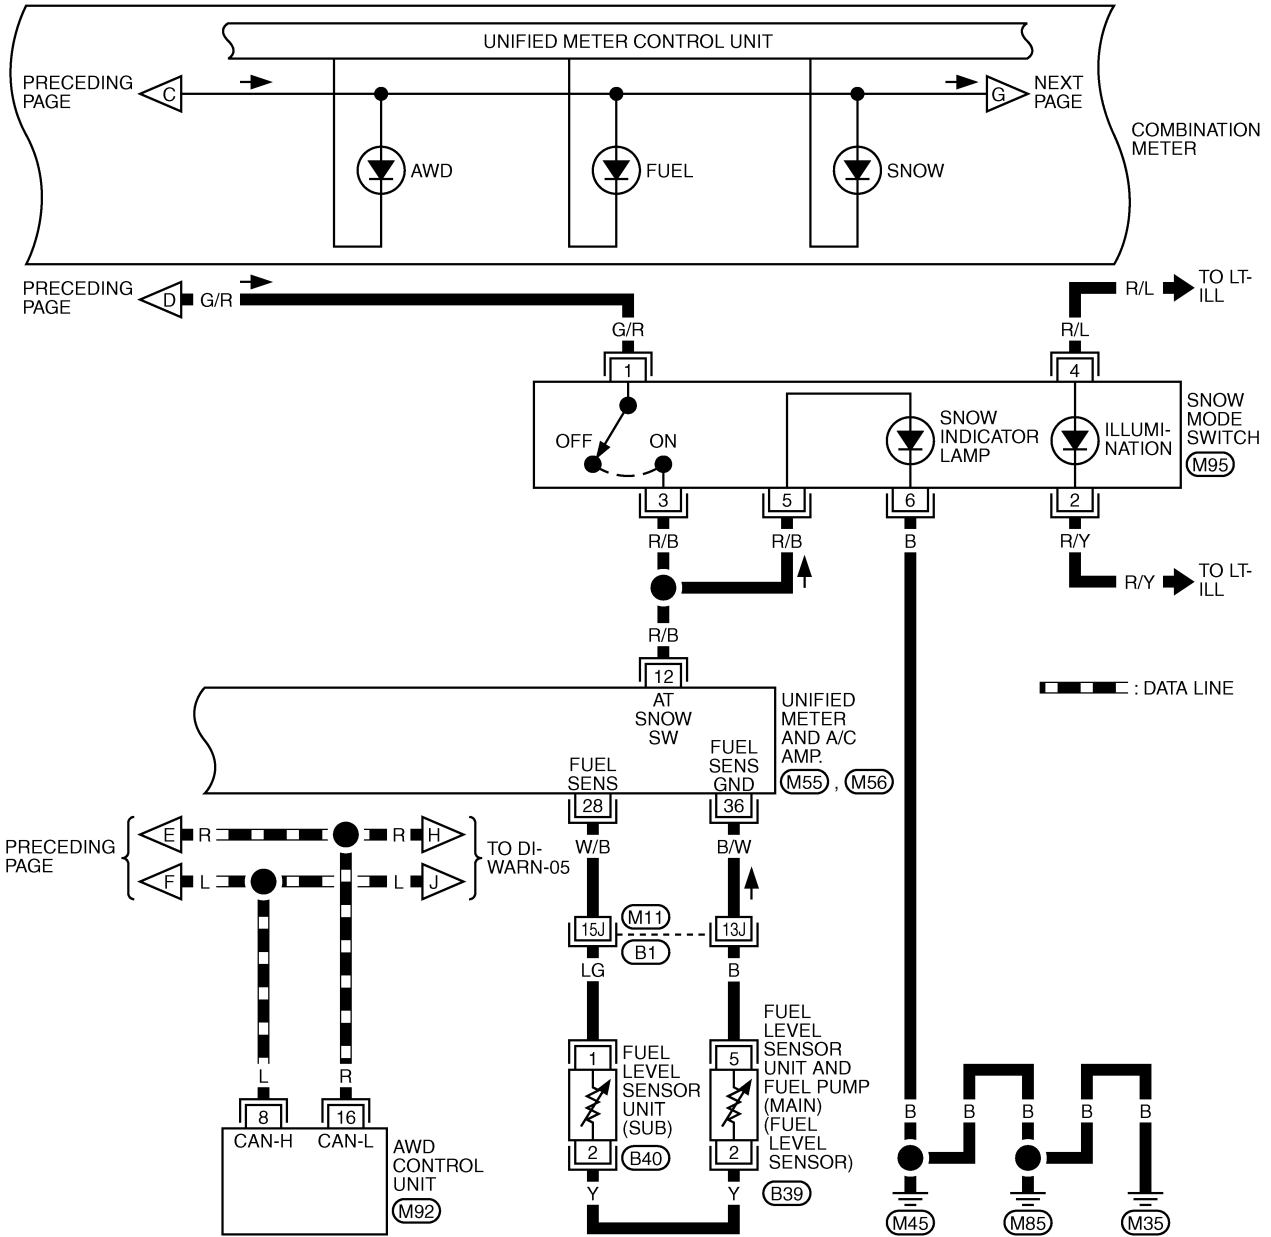 UNIFIED METER CONTROL UNIT
PRECEDING
PAGE
C
G
NEXT
PAGE
COMBINATION
METER
AWD
FUEL
SNOW
PRECEDING
PAGE
D
G/R
G/R
R/L
TO LT-
ILL
R/L
1
4
OFF
ON
SNOW
INDICATOR
LAMP
ILLUMI-
NATION
SNOW
MODE
SWITCH
M95
3
5
6
2
R/B
R/B
B
R/Y
R/Y
TO LT-
ILL
R/B
12
AT
SNOW
SW
: DATA LINE
UNIFIED
METER
AND A/C
AMP.
M55 , M56
FUEL
SENS
FUEL
SENS
GND
28
36
PRECEDING
PAGE
E
R
R
H
F
L
L
J
TO DI-
WARN-05
W/B
B/W
15J
M11
B1
13J
LG
B
1
5
FUEL
LEVEL
SENSOR
UNIT
(SUB)
B40
FUEL
LEVEL
SENSOR
UNIT AND
FUEL PUMP
(MAIN)
(FUEL
LEVEL
SENSOR)
B39
2
2
Y
Y
L
R
8
16
CAN-H
CAN-L
AWD
CONTROL
UNIT
M92
B
B
B
B
B
M45
M85
M35